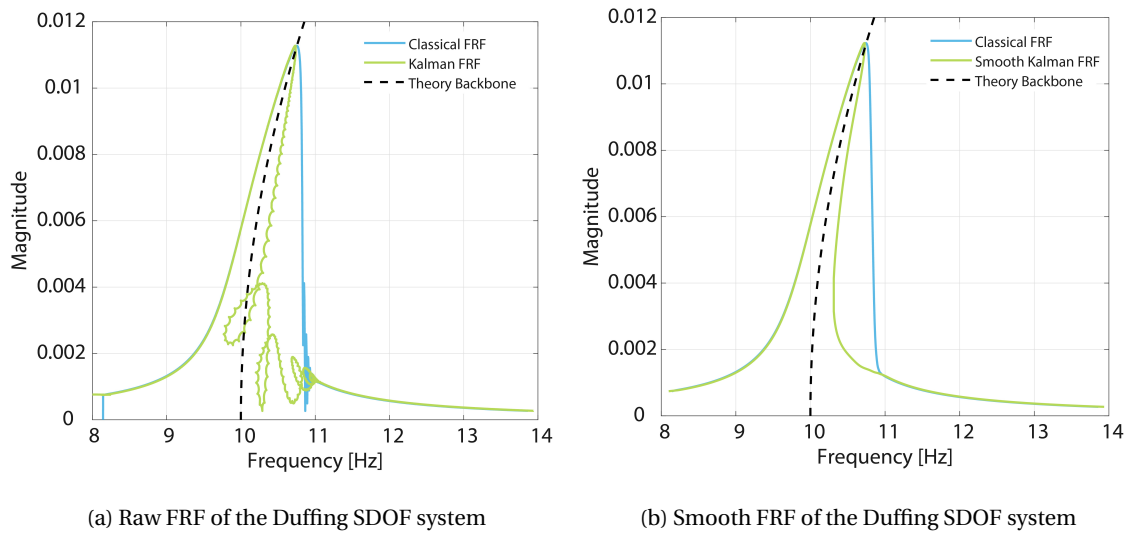 0.012
0.01
0.008
0.006
0.004
0.002
0
Magnitude
8
9
10
11
12
13
14
Frequency [Hz]
Classical FRF
Kalman FRF
Theory Backbone
(a) Raw FRF of the Duffing SDOF system
0.012
0.01
0.008
0.006
0.004
0.002
0
Magnitude
8
9
10
11
12
13
14
Frequency [Hz]
Classical FRF
Smooth Kalman FRF
Theory Backbone
(b) Smooth FRF of the Duffing SDOF system